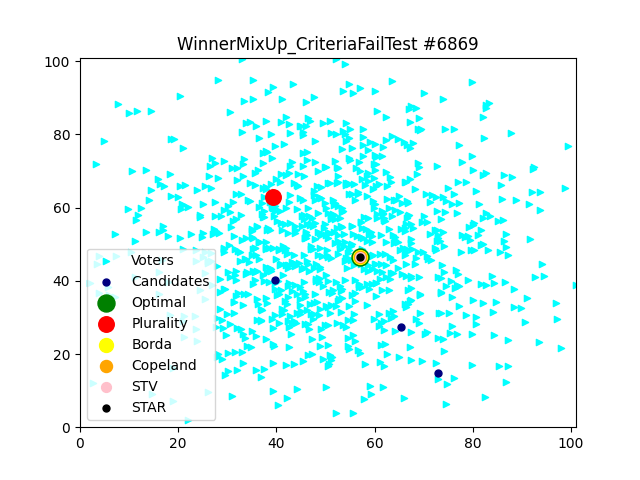 WinnerMixUp_CriteriaFailTest #6869
100
80
60
40
20
0
Voters
Candidates
Optimal
Plurality
Borda
Copeland
STV
STAR
0 20 40 60 80 100